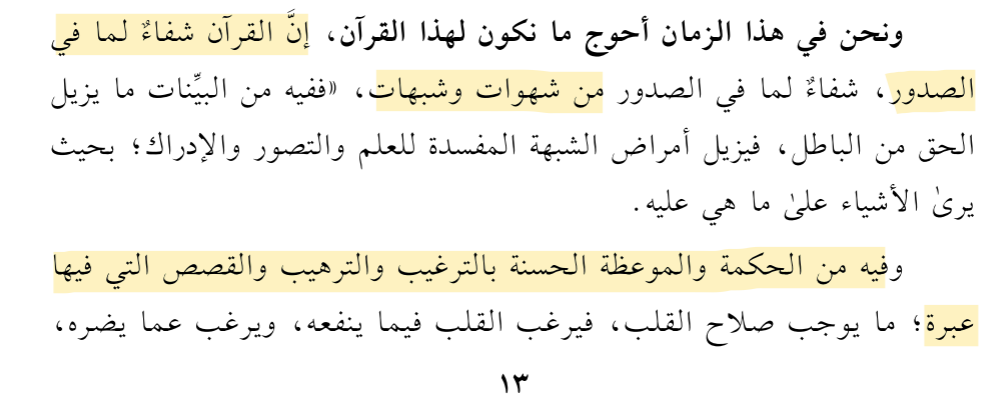 ونحن في هذا الزمان أحوج ما نكون لهذا القرآن، إنَّ القرآن شفاءٌ لما في
الصدور، شفاءٌ لما في الصدور من شهوات وشبهات، «ففيه من البيِّنات ما يزيل
الحق من الباطل، فيزيل أمراض الشبهة المفسدة للعلم والتصور والإدراك؛ بحيث
يرىٰ الأشياء علىٰ ما هي عليه.
وفيه من الحكمة والموعظة الحسنة بالترغيب والترهيب والقصص التي فيها
عبرة؛ ما يوجب صلاح القلب، فيرغب القلب فيما ينفعه، ويرغب عما يضره،
١٣